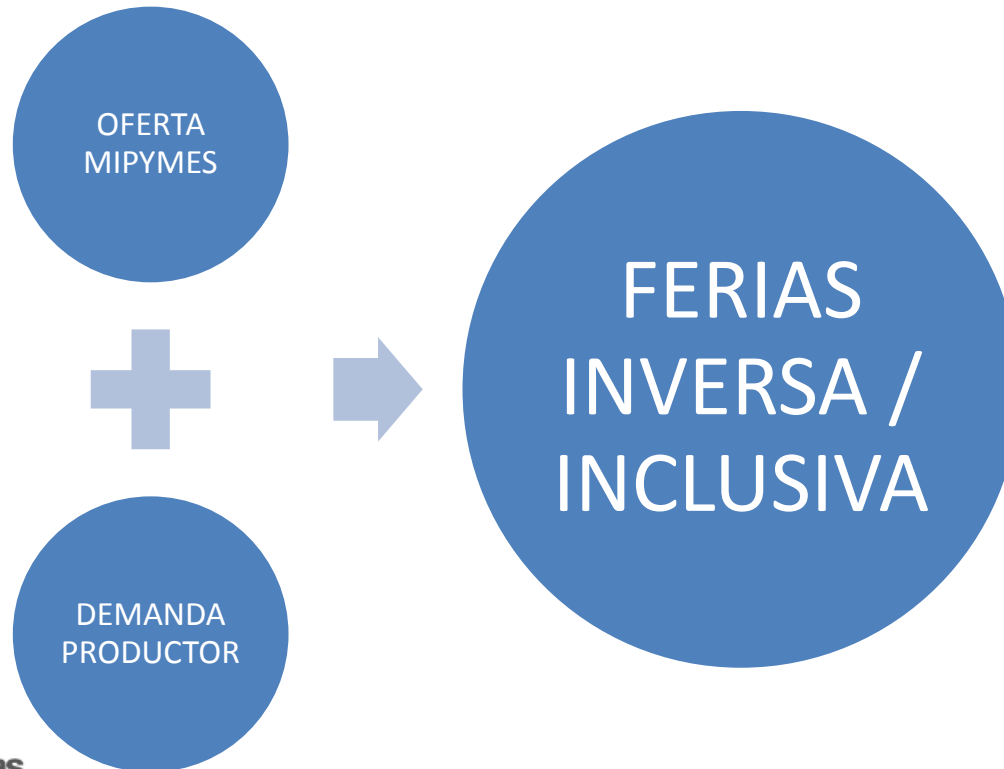 OFERTA
MIPYMES
FERIAS
INVERSA /
INCLUSIVA
DEMANDA
PRODUCTOR